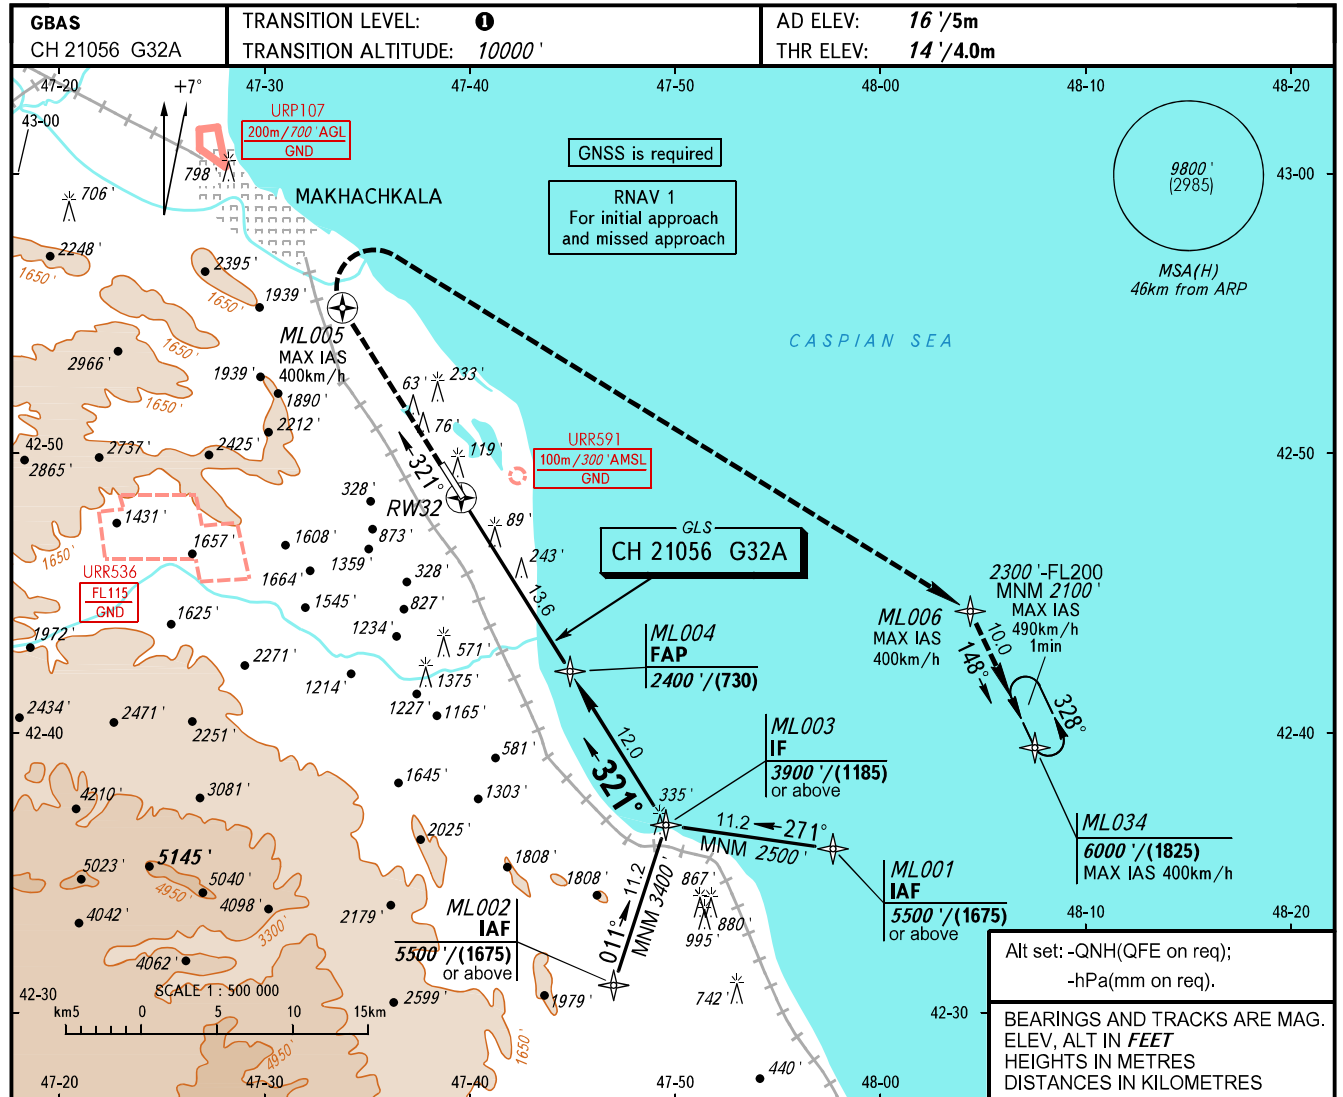 GBAS
CH 21056 G32A
TRANSITION LEVEL: ❶
TRANSITION ALTITUDE: 10000'
AD ELEV: 16'/5m
THR ELEV: 14'/4.0m
47-20
47-30
47-40
47-50
48-00
48-10
48-20
+7°
43-00
URP107
200m/700'AGL
GND
798'
706'
MAKHACHKALA
GNSS is required
RNAV 1
For initial approach
and missed approach
9800'
(2985)
43-00
MSA(H)
46km from ARP
2248'
1650'
2395'
1650'
1939'
ML005
MAX IAS
400km/h
CASPIAN SEA
2966'
1650'
1939'
1890'
1650'
2212'
63'
233'
76'
42-50
2865'
2737'
2425'
119'
321°
URR591
100m/300'AMSL
GND
42-50
RW32
328'
1431'
1657'
1650'
1608'
873'
1359'
89'
243'
GLS
CH 21056 G32A
URR536
FL115
GND
1664'
328'
13.6
1545'
827'
1625'
1234'
571'
1972'
2271'
1214'
1375'
1227'
1165'
ML004
FAP
2400'/(730)
ML006
MAX IAS
400km/h
2300'-FL200
MNM 2100'
MAX IAS
490km/h
1min
10.0
148°
328°
2434'
2471'
2251'
42-40
42-40
12.0
321°
581'
ML003
IF
3900'/(1185)
or above
4210'
3081'
1645'
1303'
335'
11.2
271°
MNM 2500'
ML034
6000'/(1825)
MAX IAS 400km/h
2025'
5145'
5023'
5040'
4950'
4098'
4042'
3300'
1808'
1808'
867'
880'
995'
ML001
IAF
5500'/(1675)
or above
2179'
ML002
IAF
5500'/(1675)
or above
011°
11.2
MNM 3400'
48-10
48-20
4062'
SCALE 1 : 500 000
km5 0 5 10 15km
42-30
2599'
1979'
742'
42-30
1650'
4950'
440'
47-20
47-30
47-40
47-50
48-00
Alt set: -QNH(QFE on req);
-hPa(mm on req).
BEARINGS AND TRACKS ARE MAG.
ELEV, ALT IN FEET
HEIGHTS IN METRES
DISTANCES IN KILOMETRES